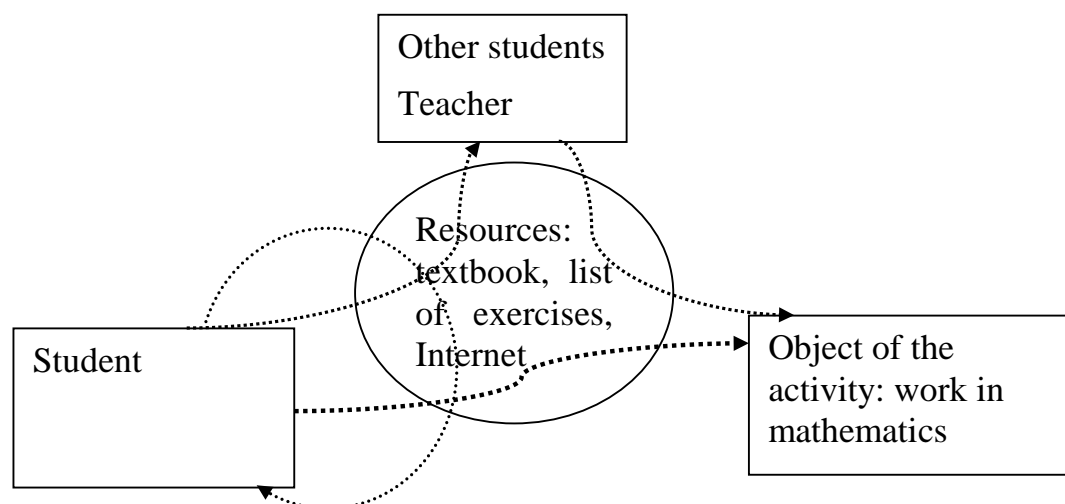 Other students
Teacher
Resources:
textbook, list
of exercises,
Internet
Student
Object of the
activity: work in
mathematics